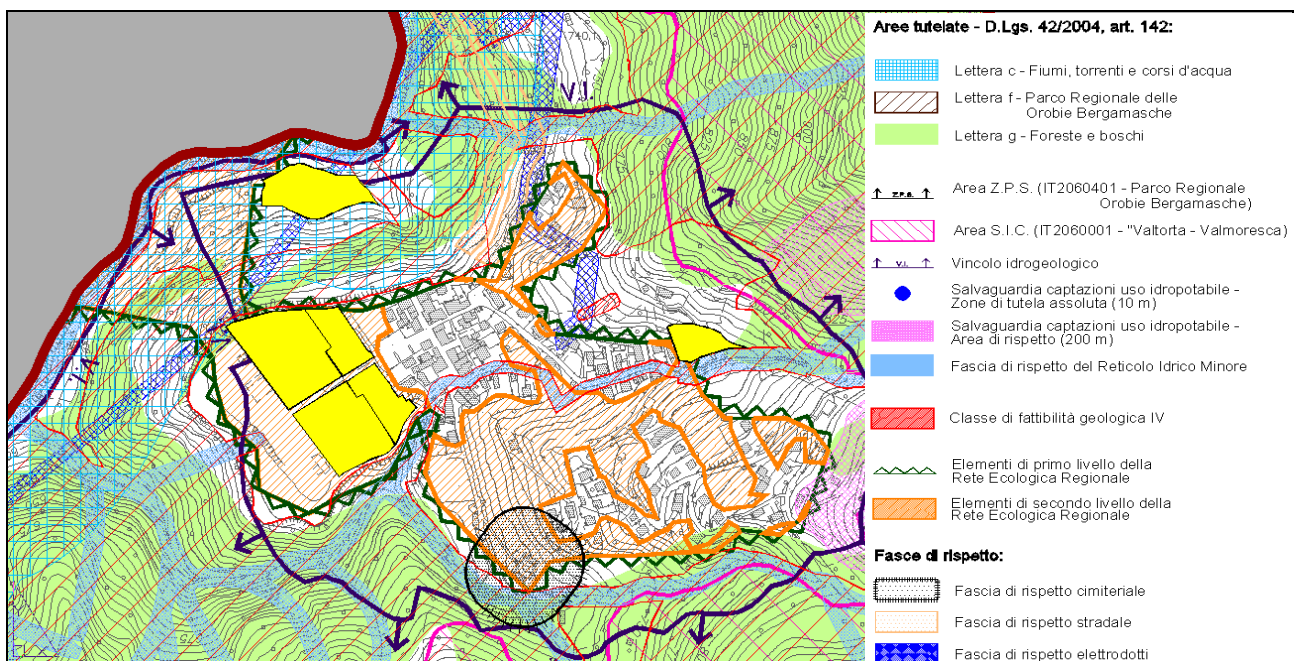 Aree tutelate - D.Lgs. 42/2004, art. 142:
Lettera c - Fiumi, torrenti e corsi d'acqua
Lettera f - Parco Regionale delle
Orobie Bergamasche
Lettera g - Foreste e boschi
Z.P.S.
Area Z.P.S. (IT2060401 - Parco Regionale
Orobie Bergamasche)
Area S.I.C. (IT2060001 - "Valtorta - Valmoresca)
V.I.
Vincolo idrogeologico
Salvaguardia captazioni uso idropotabile -
Zone di tutela assoluta (10 m)
Salvaguardia captazioni uso idropotabile -
Area di rispetto (200 m)
Fascia di rispetto del Reticolo Idrico Minore
Classe di fattibilità geologica IV
Elementi di primo livello della
Rete Ecologica Regionale
Elementi di secondo livello della
Rete Ecologica Regionale
Fasce di rispetto:
Fascia di rispetto cimiteriale
Fascia di rispetto stradale
Fascia di rispetto elettrodotti
740,1
V.I.
V.I.
900
875